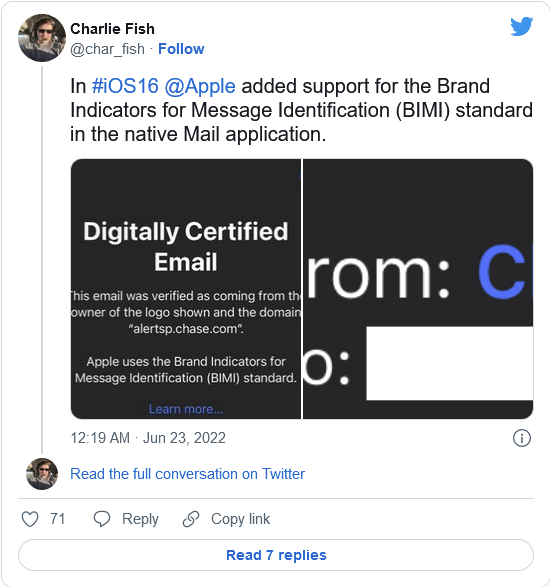 Charlie Fish
@char_fish · Follow
In #iOS16 @Apple added support for the Brand
Indicators for Message Identification (BIMI) standard
in the native Mail application.
Digitally Certified
Email
This email was verified as coming from the
owner of the logo shown and the domain
“alertsp.chase.com”.
Apple uses the Brand Indicators for
Message Identification (BIMI) standard.
Learn more...
rom: C
o:
12:19 AM · Jun 23, 2022
Read the full conversation on Twitter
71 Reply Copy link
Read 7 replies